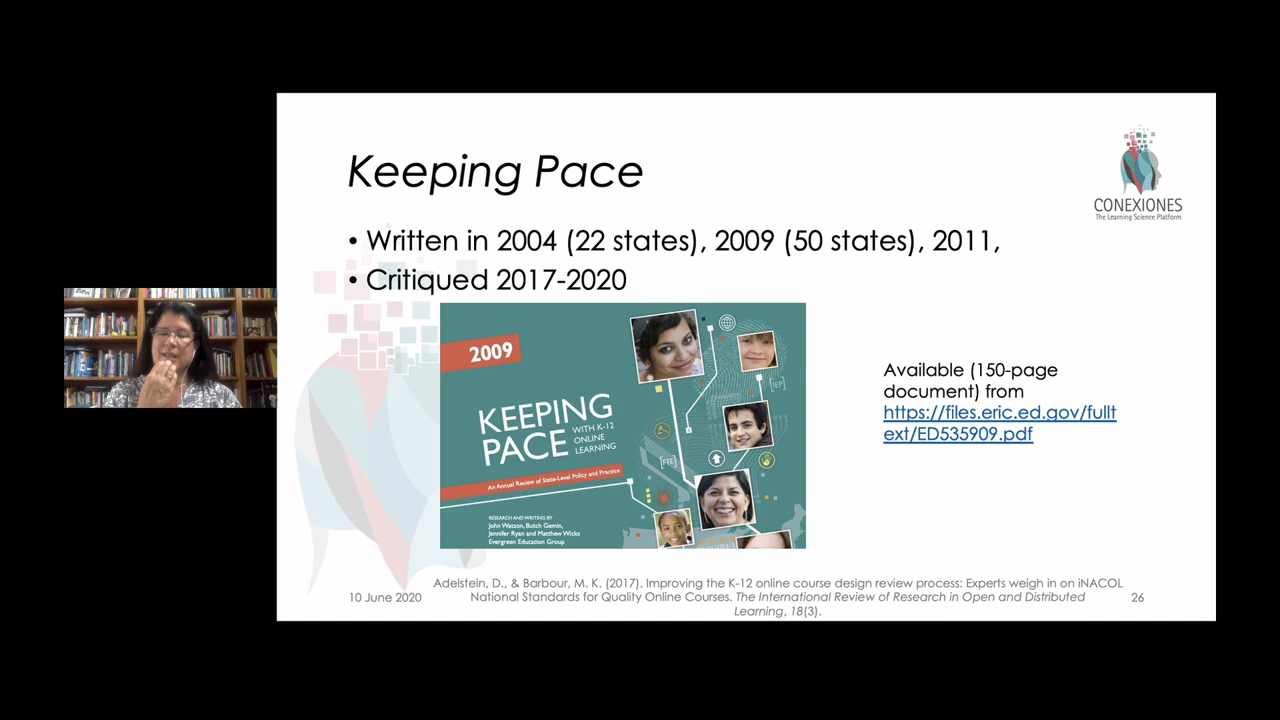 Keeping Pace
CONEXIONES
The Learning Science Platform
• Written in 2004 (22 states), 2009 (50 states), 2011,
• Critiqued 2017-2020
2009
KEEPING
PACE
WITH K-12
ONLINE
LEARNING
An Annual Review of State-Level Policy and Practice
RESEARCH AND WRITING BY
John Watson, Butch Gemin,
Jennifer Ryan and Matthew Wicks
Evergreen Education Group
[IEP]
[FTE]
Available (150-page
document) from
https://files.eric.ed.gov/fullt
ext/ED535909.pdf
10 June 2020
Adelstein, D., & Barbour, M. K. (2017). Improving the K-12 online course design review process: Experts weigh in on iNACOL
National Standards for Quality Online Courses. The International Review of Research in Open and Distributed
Learning, 18(3).
26